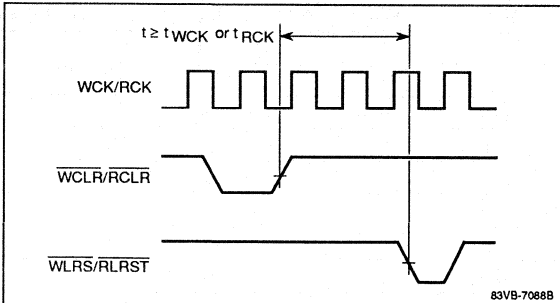 t ≥ tWCK or tRCK
WCK/RCK
WCLR/RCLR
WLRS/RLRST
83VB-7088B